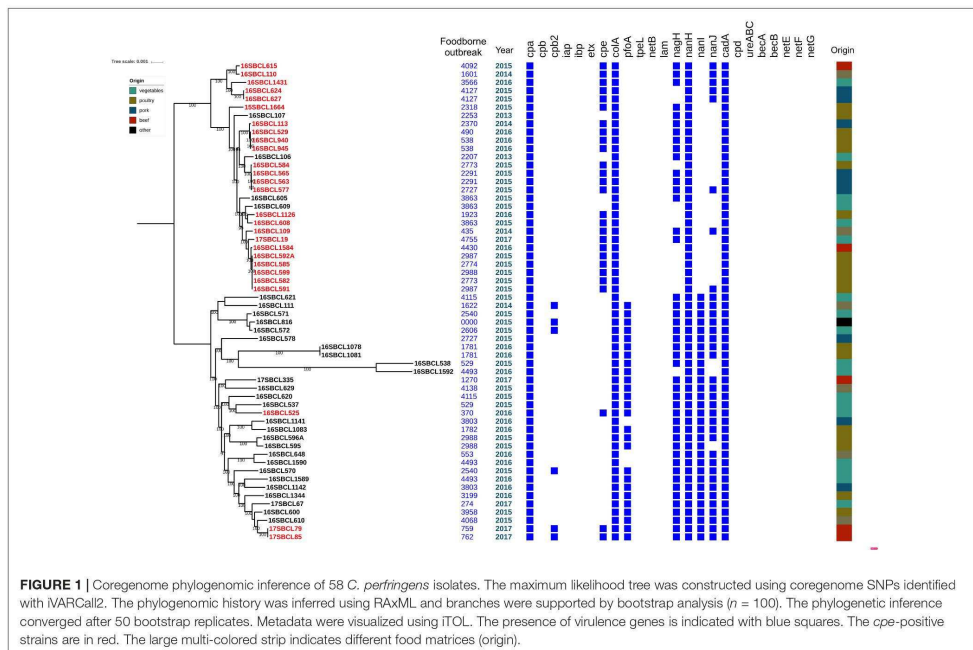 Tree scale: 0.001
Origin
vegetables
poultry
pork
beef
other
Foodborne outbreak Year cpa cpb cpb2 iap ibp etx cpe colA pfoA tpeL netB lam nagH nanH nanI nanJ cadA cpd ureABC becA becB netE netF netG Origin
16SBCL615 4092 2015
16SBCL110 1601 2014
16SBCL1431 3566 2016
16SBCL624 4127 2015
16SBCL627 4127 2015
15SBCL1664 2318 2015
16SBCL107 2253 2013
16SBCL113 2370 2014
16SBCL529 490 2016
16SBCL940 538 2016
16SBCL945 538 2016
16SBCL106 2207 2013
16SBCL584 2773 2015
16SBCL565 2291 2015
16SBCL563 2291 2015
16SBCL577 2727 2015
16SBCL605 3863 2015
16SBCL609 3863 2015
16SBCL1126 1923 2016
16SBCL608 3863 2015
16SBCL109 435 2014
17SBCL19 4755 2017
16SBCL1584 4430 2016
16SBCL592A 2987 2015
16SBCL585 2774 2015
16SBCL599 2988 2015
16SBCL582 2773 2015
16SBCL591 2987 2015
16SBCL621 4115 2015
16SBCL111 1622 2014
16SBCL571 2540 2015
16SBCL816 0000 2015
16SBCL572 2606 2015
16SBCL578 2727 2015
16SBCL1078 1781 2016
16SBCL1081 1781 2016
16SBCL538 529 2015
16SBCL1592 4493 2016
17SBCL335 1270 2017
16SBCL629 4138 2015
16SBCL620 4115 2015
16SBCL537 529 2015
16SBCL525 370 2016
16SBCL1141 3803 2016
16SBCL1083 1782 2016
16SBCL596A 2988 2015
16SBCL595 2988 2015
16SBCL648 553 2016
16SBCL1590 4493 2016
16SBCL570 2540 2015
16SBCL1589 4493 2016
16SBCL1142 3803 2016
16SBCL1344 3199 2016
17SBCL67 274 2017
16SBCL600 3958 2015
16SBCL610 4068 2015
17SBCL79 759 2017
17SBCL85 762 2017
FIGURE 1 | Coregenome phylogenomic inference of 58 C. perfringens isolates. The maximum likelihood tree was constructed using coregenome SNPs identified
with iVARCall2. The phylogenomic history was inferred using RAxML and branches were supported by bootstrap analysis (n = 100). The phylogenetic inference
converged after 50 bootstrap replicates. Metadata were visualized using iTOL. The presence of virulence genes is indicated with blue squares. The cpe-positive
strains are in red. The large multi-colored strip indicates different food matrices (origin).